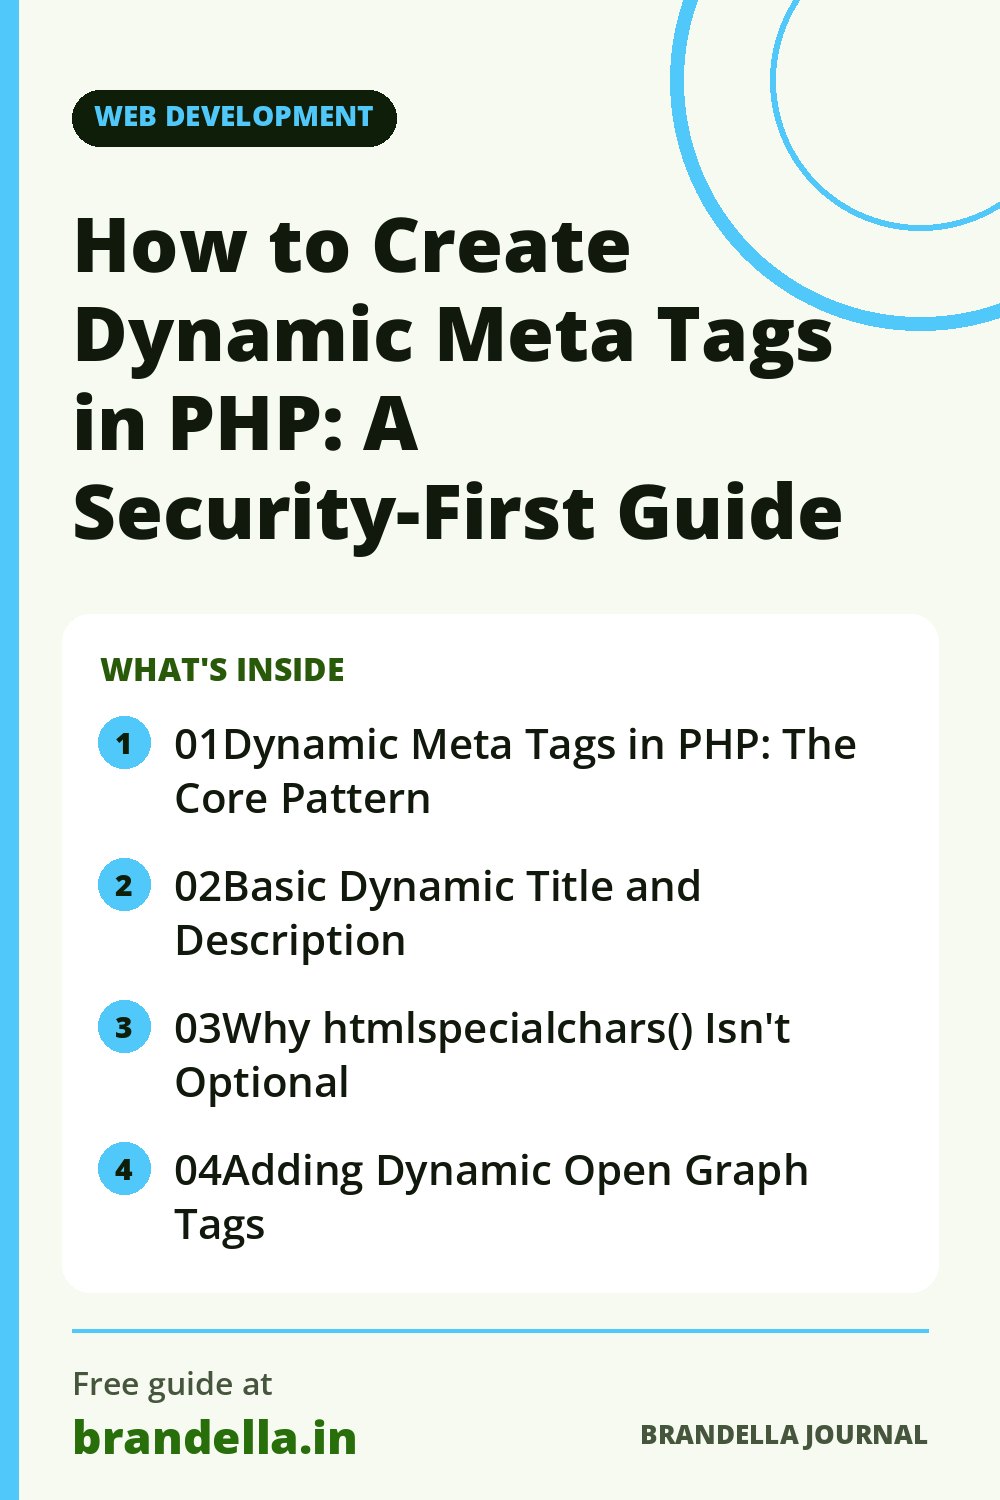 WEB DEVELOPMENT
How to Create
Dynamic Meta Tags
in PHP: A
Security-First Guide
WHAT'S INSIDE
1 01Dynamic Meta Tags in PHP: The
Core Pattern
2 02Basic Dynamic Title and
Description
3 03Why htmlspecialchars() Isn't
Optional
4 04Adding Dynamic Open Graph
Tags
Free guide at
brandella.in
BRANDELLA JOURNAL